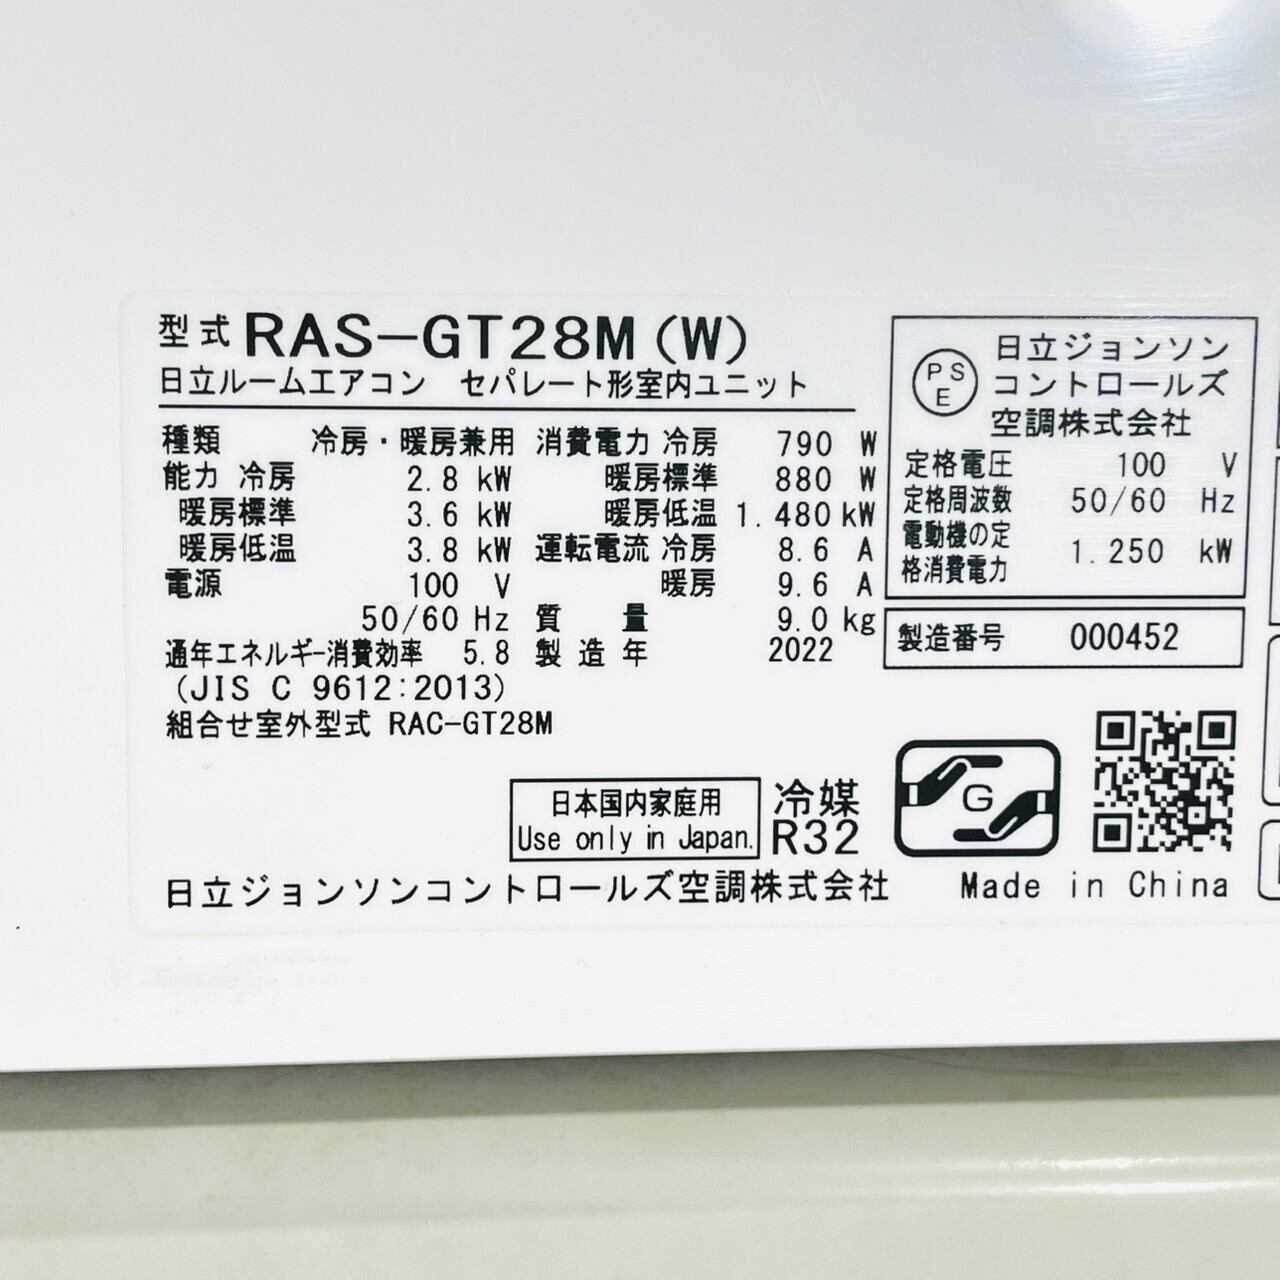 型式 RAS-GT28M(W)
日立ルームエアコン セパレート形室内ユニット
種類 冷房・暖房兼用
能力 冷房 2.8 kW
暖房標準 3.6 kW
暖房低温 3.8 kW
電源 100 V
50/60 Hz
通年エネルギー消費効率 5.8
(JIS C 9612:2013)
組合せ室外型式 RAC-GT28M
消費電力 冷房 790 W
暖房標準 880 W
暖房低温 1.480 kW
運転電流 冷房 8.6 A
暖房 9.6 A
質量 9.0 kg
製造年 2022
日本国内家庭用
Use only in Japan.
冷媒
R32
日立ジョンソンコントロールズ空調株式会社
PS
E
日立ジョンソン
コントロールズ
空調株式会社
定格電圧 100 V
定格周波数 50/60 Hz
電動機の定
格消費電力 1.250 kW
製造番号 000452
G
Made in China